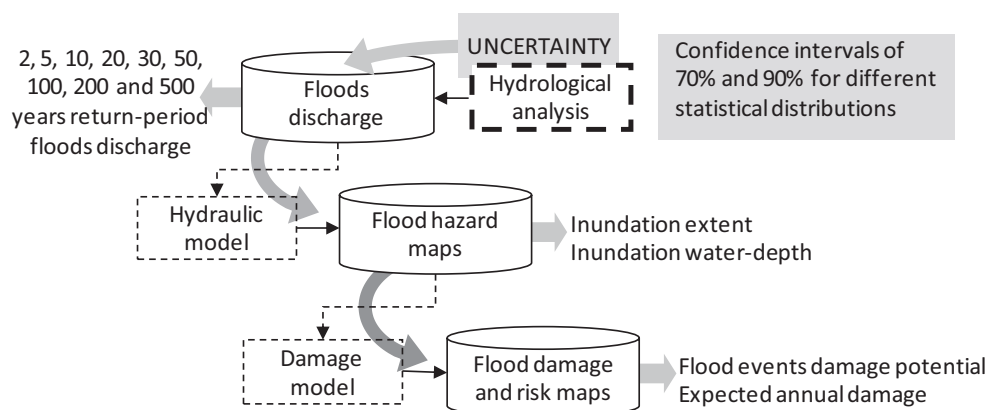 2, 5, 10, 20, 30, 50,
100, 200 and 500
years return-period
floods discharge
Floods
discharge
UNCERTAINTY
Hydrological
analysis
Confidence intervals of
70% and 90% for different
statistical distributions
Hydraulic
model
Flood hazard
maps
Inundation extent
Inundation water-depth
Damage
model
Flood damage
and risk maps
Flood events damage potential
Expected annual damage